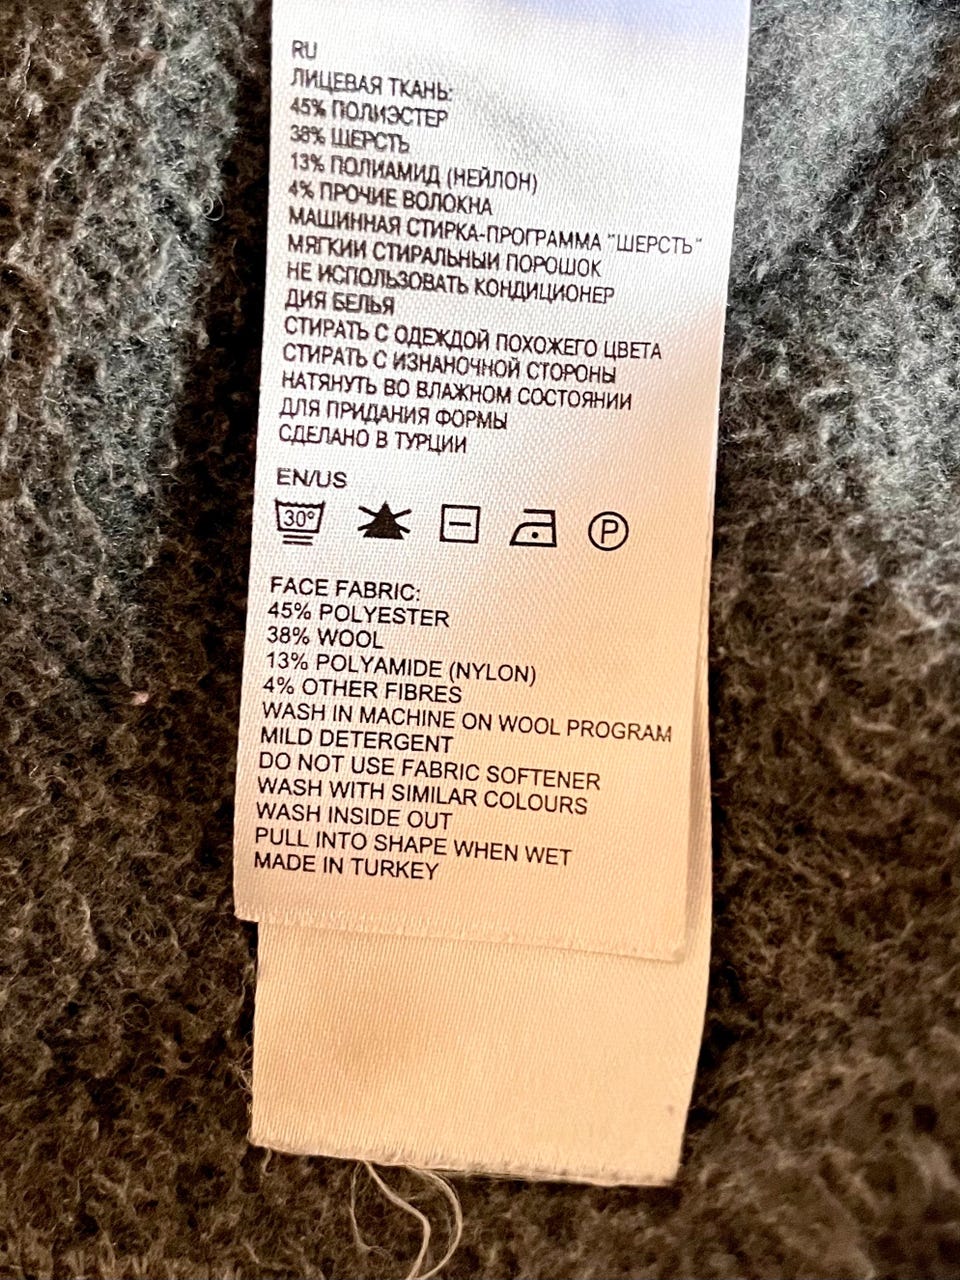 RU
ЛИЦЕВАЯ ТКАНЬ:
45% ПОЛИЭСТЕР
38% ШЕРСТЬ
13% ПОЛИАМИД (НЕЙЛОН)
4% ПРОЧИЕ ВОЛОКНА
МАШИННАЯ СТИРКА-ПРОГРАММА "ШЕРСТЬ"
МЯГКИИ СТИРАЛЬНЫИ ПОРОШОК
НЕ ИСПОЛЬЗОВАТЬ КОНДИЦИОНЕР
ДИЯ БЕЛЬЯ
СТИРАТЬ С ОДЕЖДОЙ ПОХОЖЕГО ЦВЕТА
СТИРАТЬ С ИЗНАНОЧНОЙ СТОРОНЫ
НАТЯНУТЬ ВО ВЛАЖНОМ СОСТОЯНИИ
ДЛЯ ПРИДАНИЯ ФОРМЫ
СДЕЛАНО В ТУРЦИИ
EN/US
30° P
FACE FABRIC:
45% POLYESTER
38% WOOL
13% POLYAMIDE (NYLON)
4% OTHER FIBRES
WASH IN MACHINE ON WOOL PROGRAM
MILD DETERGENT
DO NOT USE FABRIC SOFTENER
WASH WITH SIMILAR COLOURS
WASH INSIDE OUT
PULL INTO SHAPE WHEN WET
MADE IN TURKEY